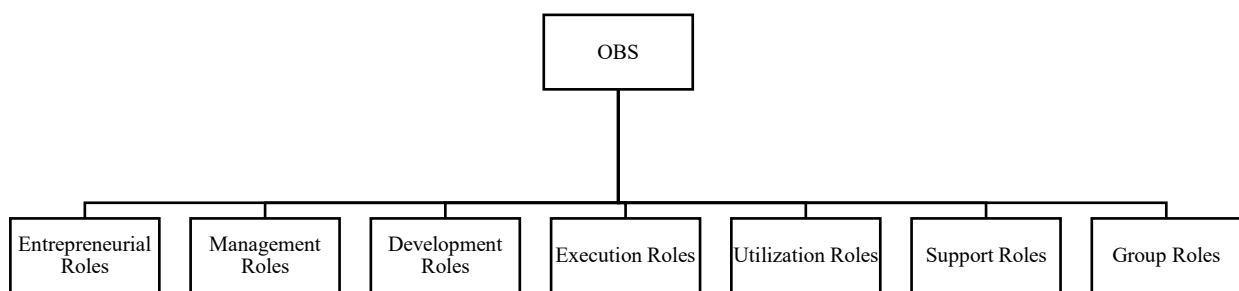 OBS
Entrepreneurial
Roles
Management
Roles
Development
Roles
Execution Roles
Utilization Roles
Support Roles
Group Roles